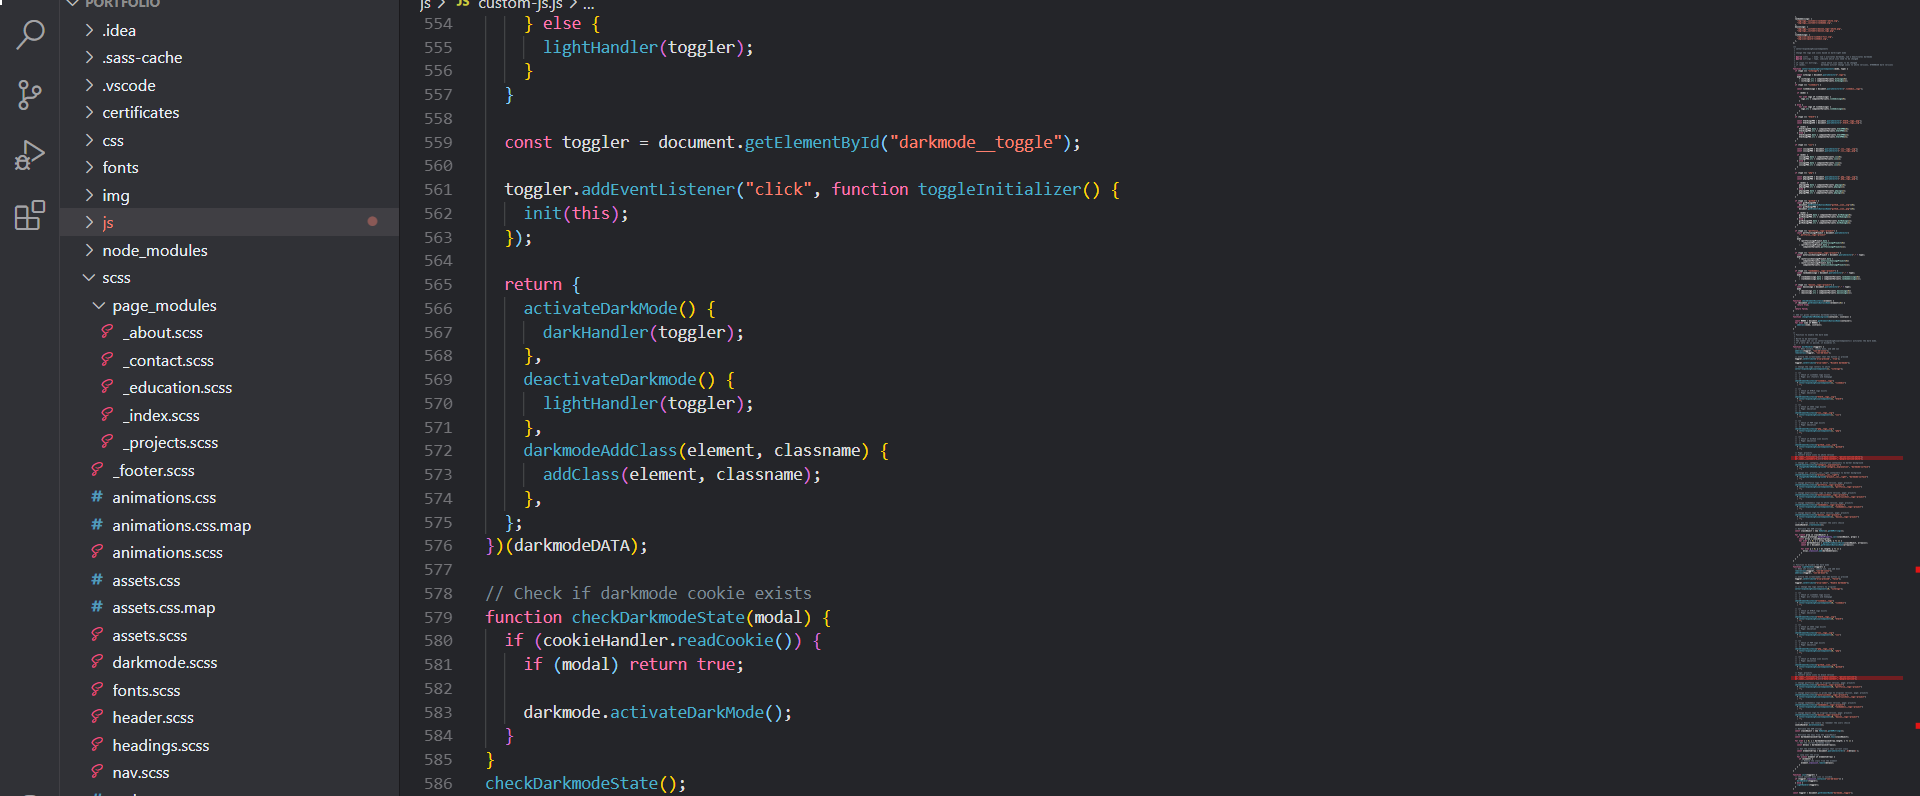 PORTFOLIO
.idea
.sass-cache
.vscode
certificates
css
fonts
img
js
node_modules
scss
page_modules
_about.scss
_contact.scss
_education.scss
_index.scss
_projects.scss
_footer.scss
# animations.css
# animations.css.map
animations.scss
# assets.css
# assets.css.map
assets.scss
darkmode.scss
fonts.scss
header.scss
headings.scss
nav.scss
js > JS custom-js.js > ...
554 } else {
555 lightHandler(toggler);
556 }
557 }
558
559 const toggler = document.getElementById("darkmode__toggle");
560
561 toggler.addEventListener("click", function toggleInitializer() {
562 init(this);
563 });
564
565 return {
566 activateDarkMode() {
567 darkHandler(toggler);
568 },
569 deactivateDarkmode() {
570 lightHandler(toggler);
571 },
572 darkmodeAddClass(element, classname) {
573 addClass(element, classname);
574 },
575 };
576 })(darkmodeDATA);
577
578 // Check if darkmode cookie exists
579 function checkDarkmodeState(modal) {
580 if (cookieHandler.readCookie()) {
581 if (modal) return true;
582
583 darkmode.activateDarkMode();
584 }
585 }
586 checkDarkmodeState();